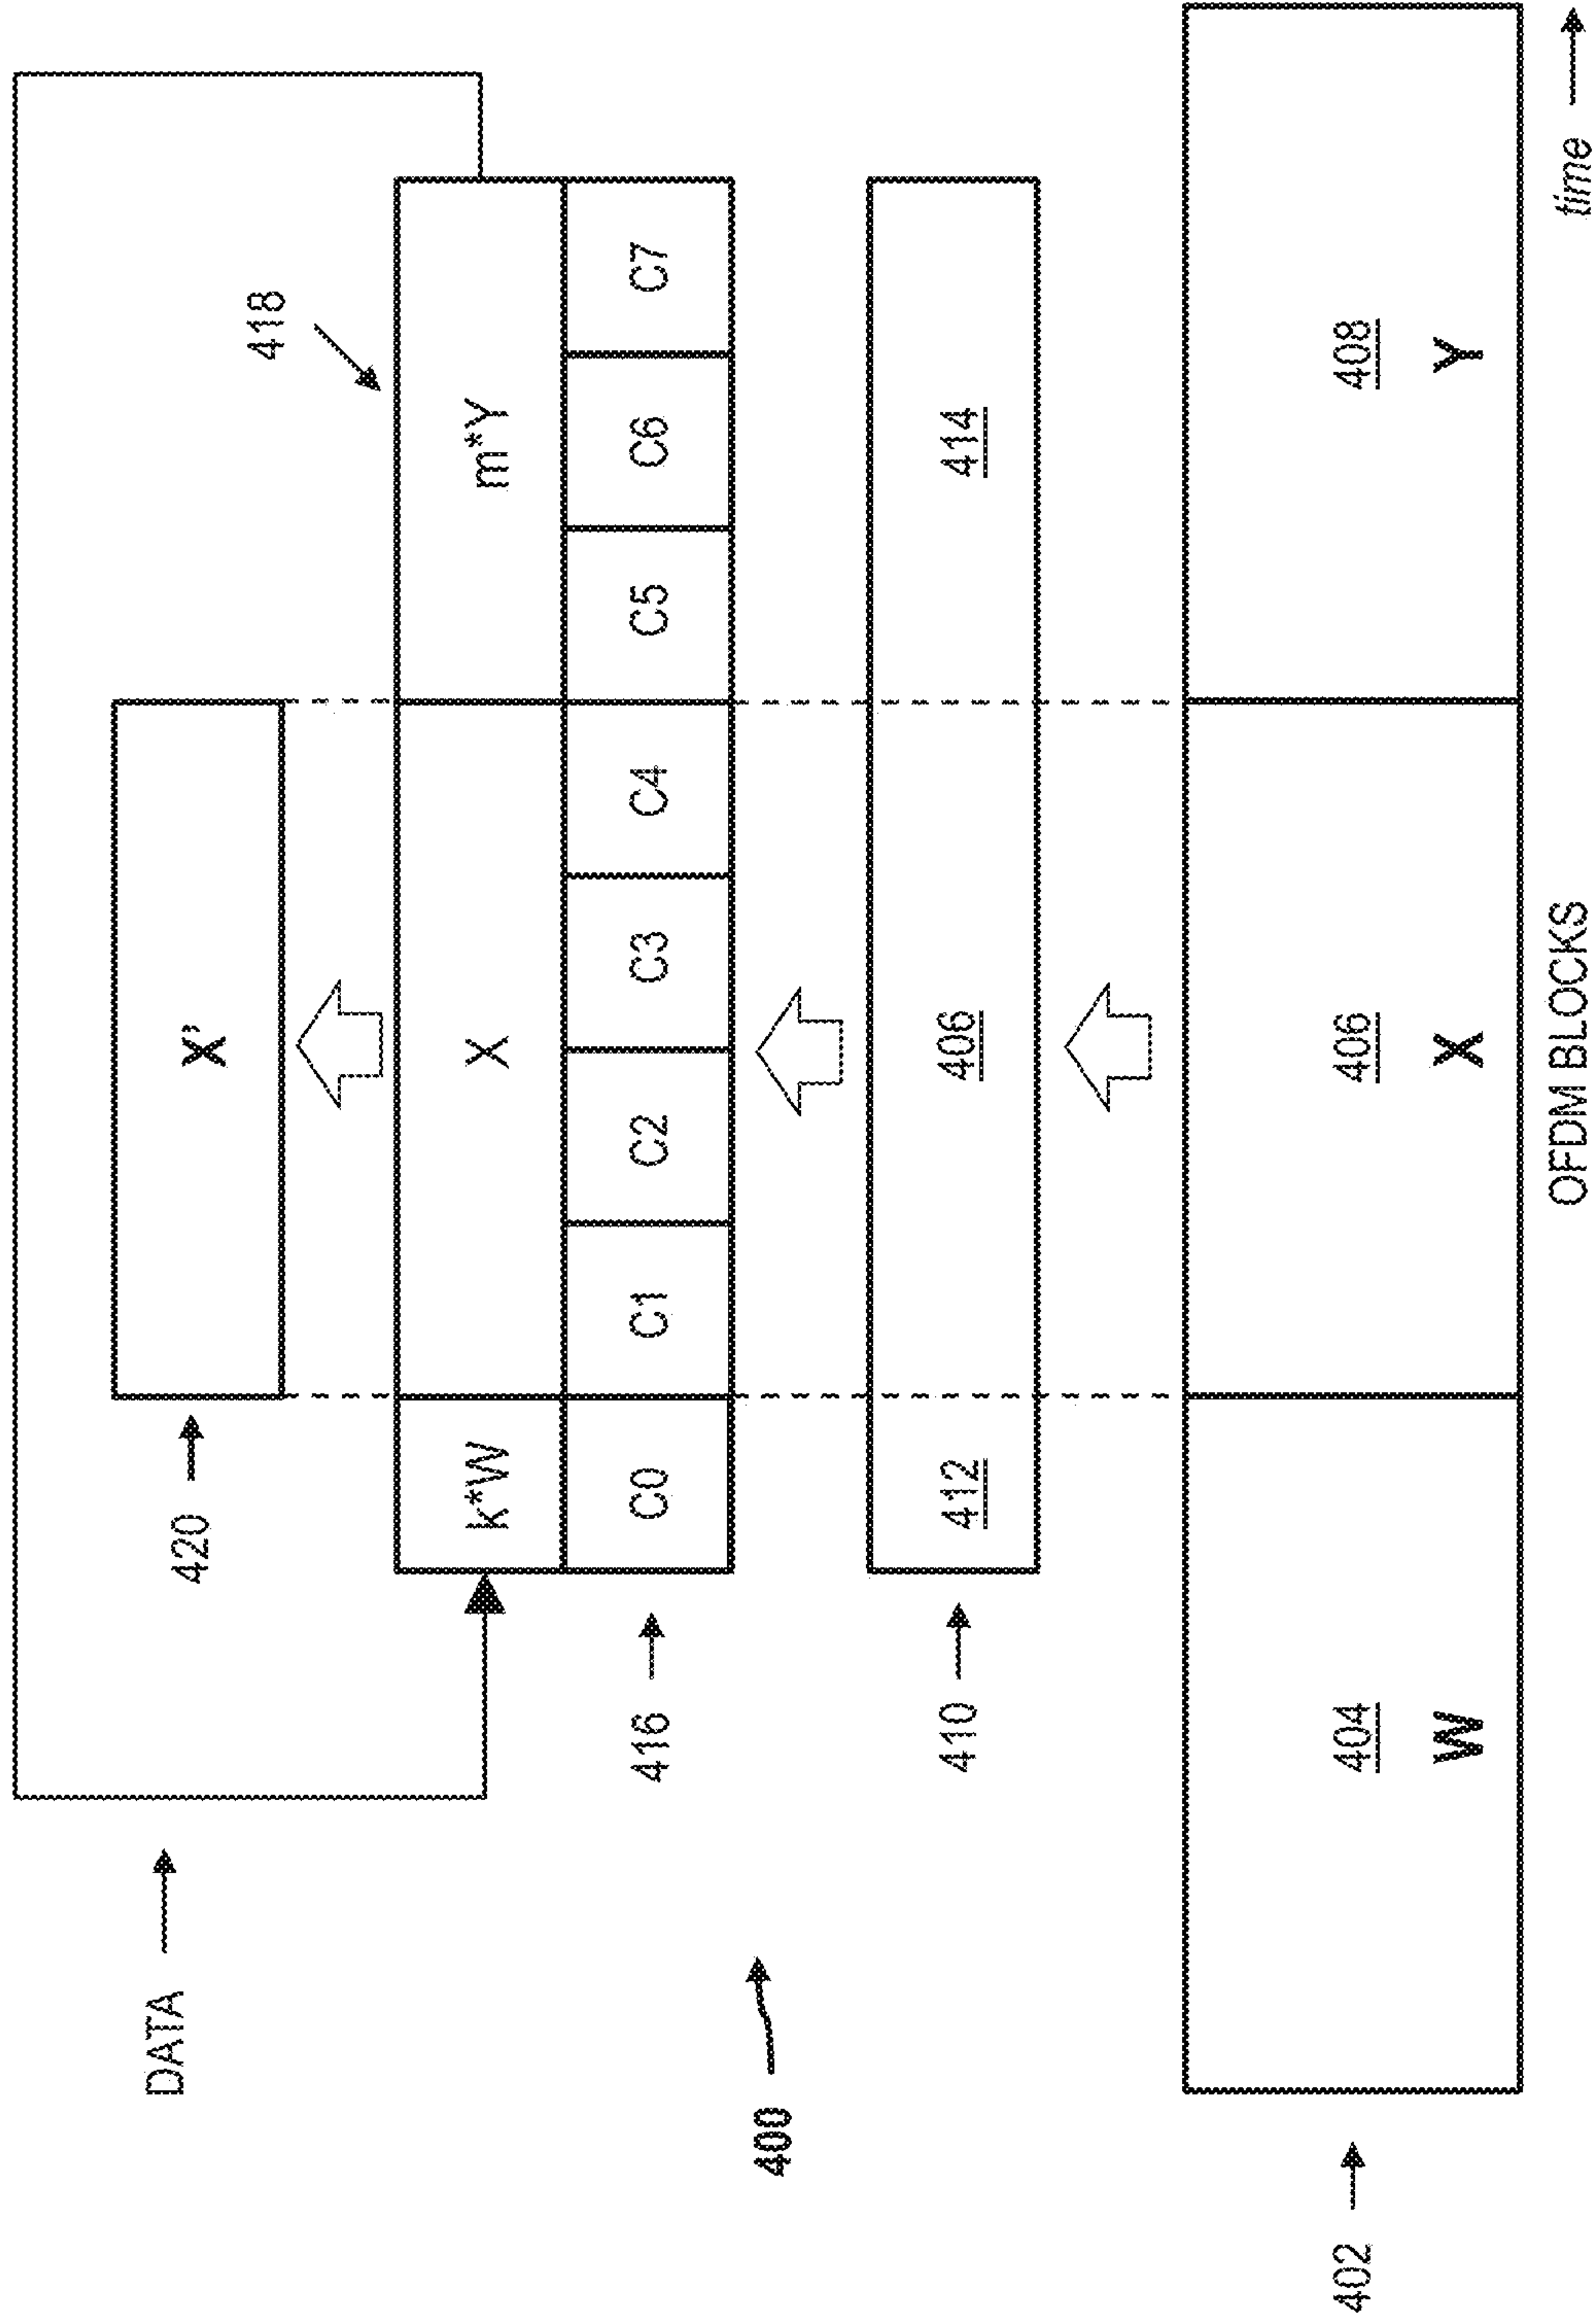 DATA
420
X'
418
k*W
X
m*Y
416
C0
C1
C2
C3
C4
C5
C6
C7
400
410
412
406
414
402
404
W
406
X
408
Y
OFDM BLOCKS
time